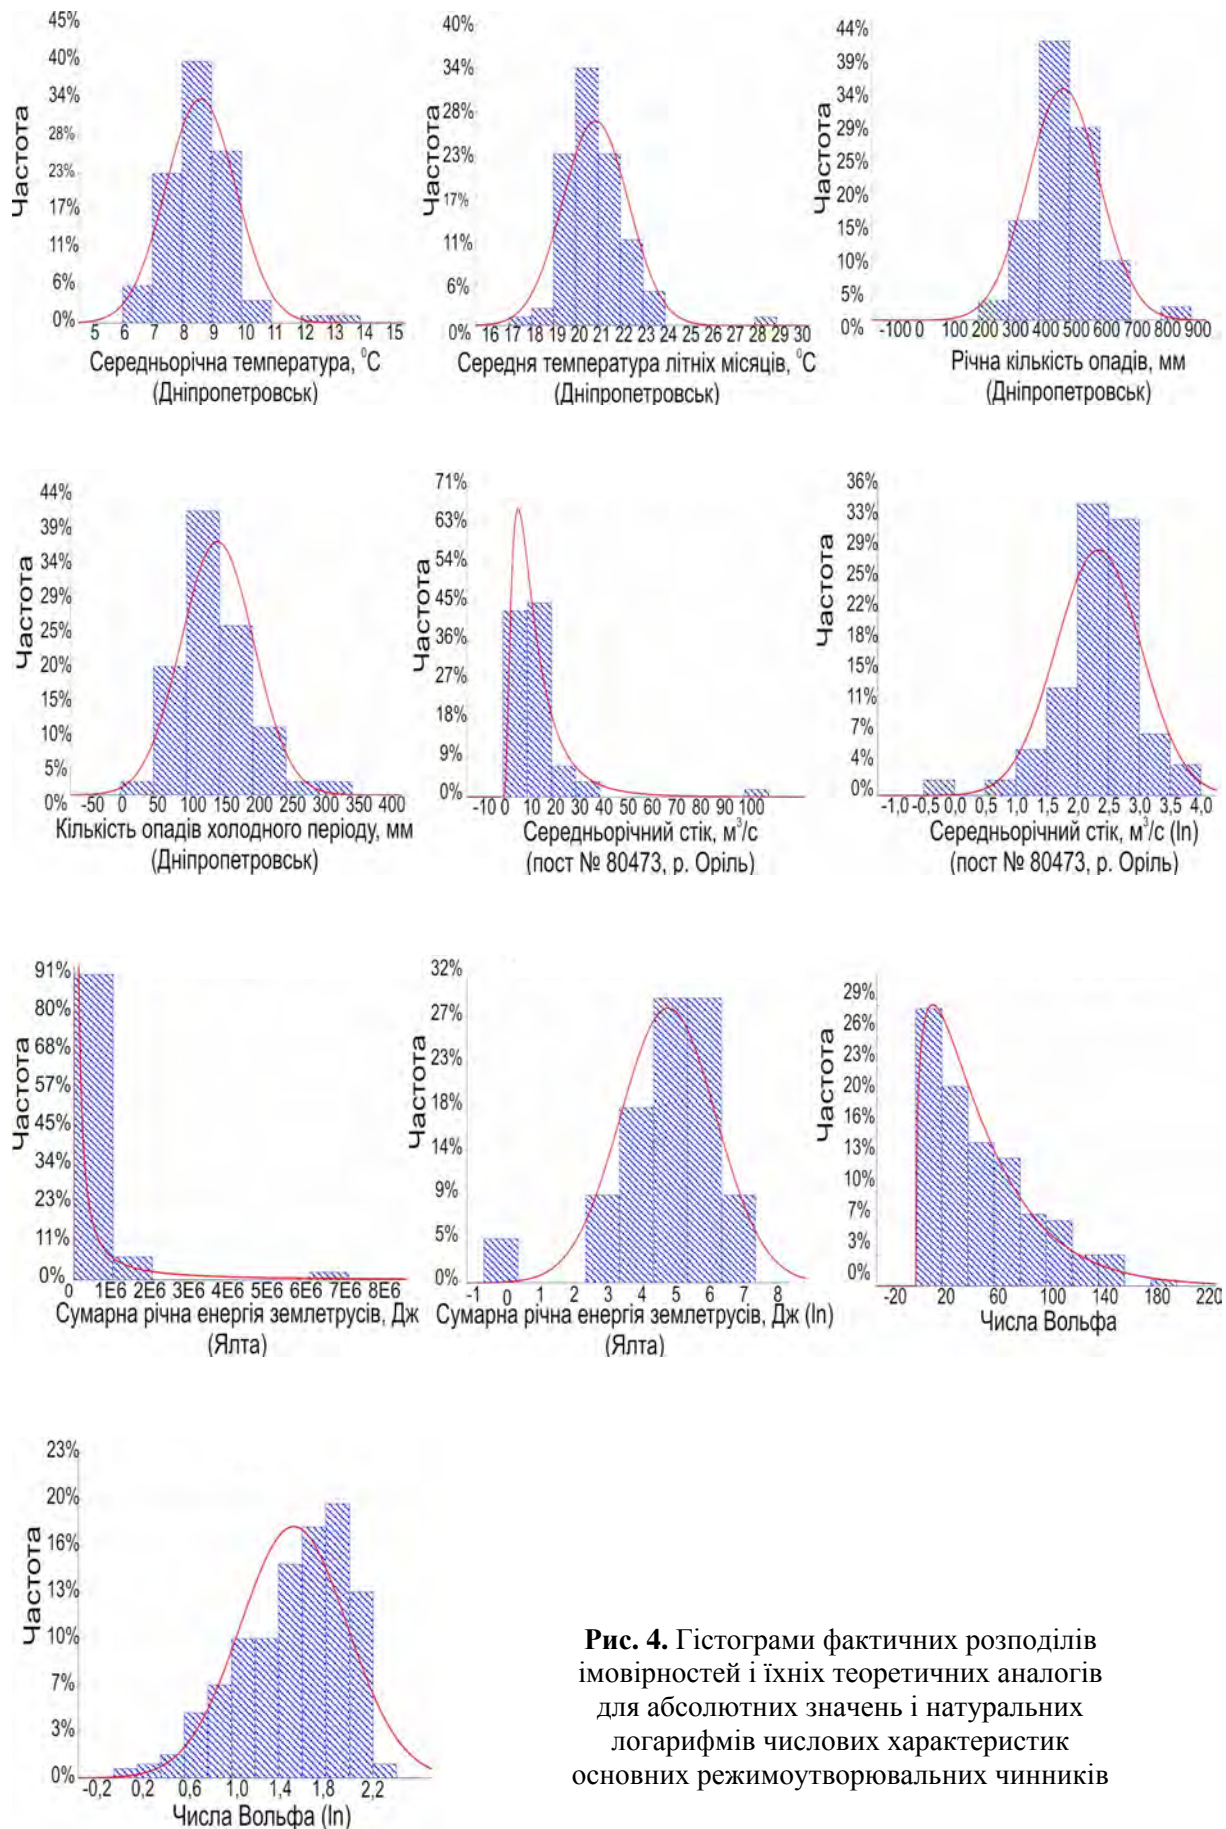 45%
40%
34%
28%
23%
17%
11%
6%
0%
Частота
5 6 7 8 9 10 11 12 13 14 15
Середньорічна температура, ⁰С
(Дніпропетровськ)
40%
34%
28%
23%
17%
11%
6%
0%
Частота
16 17 18 19 20 21 22 23 24 25 26 27 28 29 30
Середня температура літніх місяців, ⁰С
(Дніпропетровськ)
44%
39%
34%
29%
25%
20%
15%
10%
5%
0%
Частота
-100 0 100 200 300 400 500 600 700 800 900
Річна кількість опадів, мм
(Дніпропетровськ)
44%
39%
34%
29%
25%
20%
15%
10%
5%
0%
Частота
-50 0 50 100 150 200 250 300 350 400
Кількість опадів холодного періоду, мм
(Дніпропетровськ)
71%
63%
54%
45%
36%
27%
18%
9%
0%
Частота
-10 0 10 20 30 40 50 60 70 80 90 100
Середньорічний стік, м³/с
(пост № 80473, р. Оріль)
36%
33%
29%
25%
22%
18%
15%
11%
7%
4%
0%
Частота
-1,0 -0,5 0,0 0,5 1,0 1,5 2,0 2,5 3,0 3,5 4,0
Середньорічний стік, м³/с (ln)
(пост № 80473, р. Оріль)
91%
80%
68%
57%
45%
34%
23%
11%
0%
Частота
0 1E6 2E6 3E6 4E6 5E6 6E6 7E6 8E6
Сумарна річна енергія землетрусів, Дж
(Ялта)
32%
27%
23%
18%
14%
9%
5%
0%
Частота
-1 0 1 2 3 4 5 6 7 8
Сумарна річна енергія землетрусів, Дж (ln)
(Ялта)
29%
26%
23%
20%
16%
13%
10%
7%
3%
0%
Частота
-20 20 60 100 140 180 220
Числа Вольфа
23%
20%
16%
13%
10%
7%
3%
0%
Частота
-0,2 0,2 0,6 1,0 1,4 1,8 2,2
Числа Вольфа (ln)
Рис. 4. Гістограми фактичних розподілів
імовірностей і їхніх теоретичних аналогів
для абсолютних значень і натуральних
логарифмів числових характеристик
основних режимоутворювальних чинників